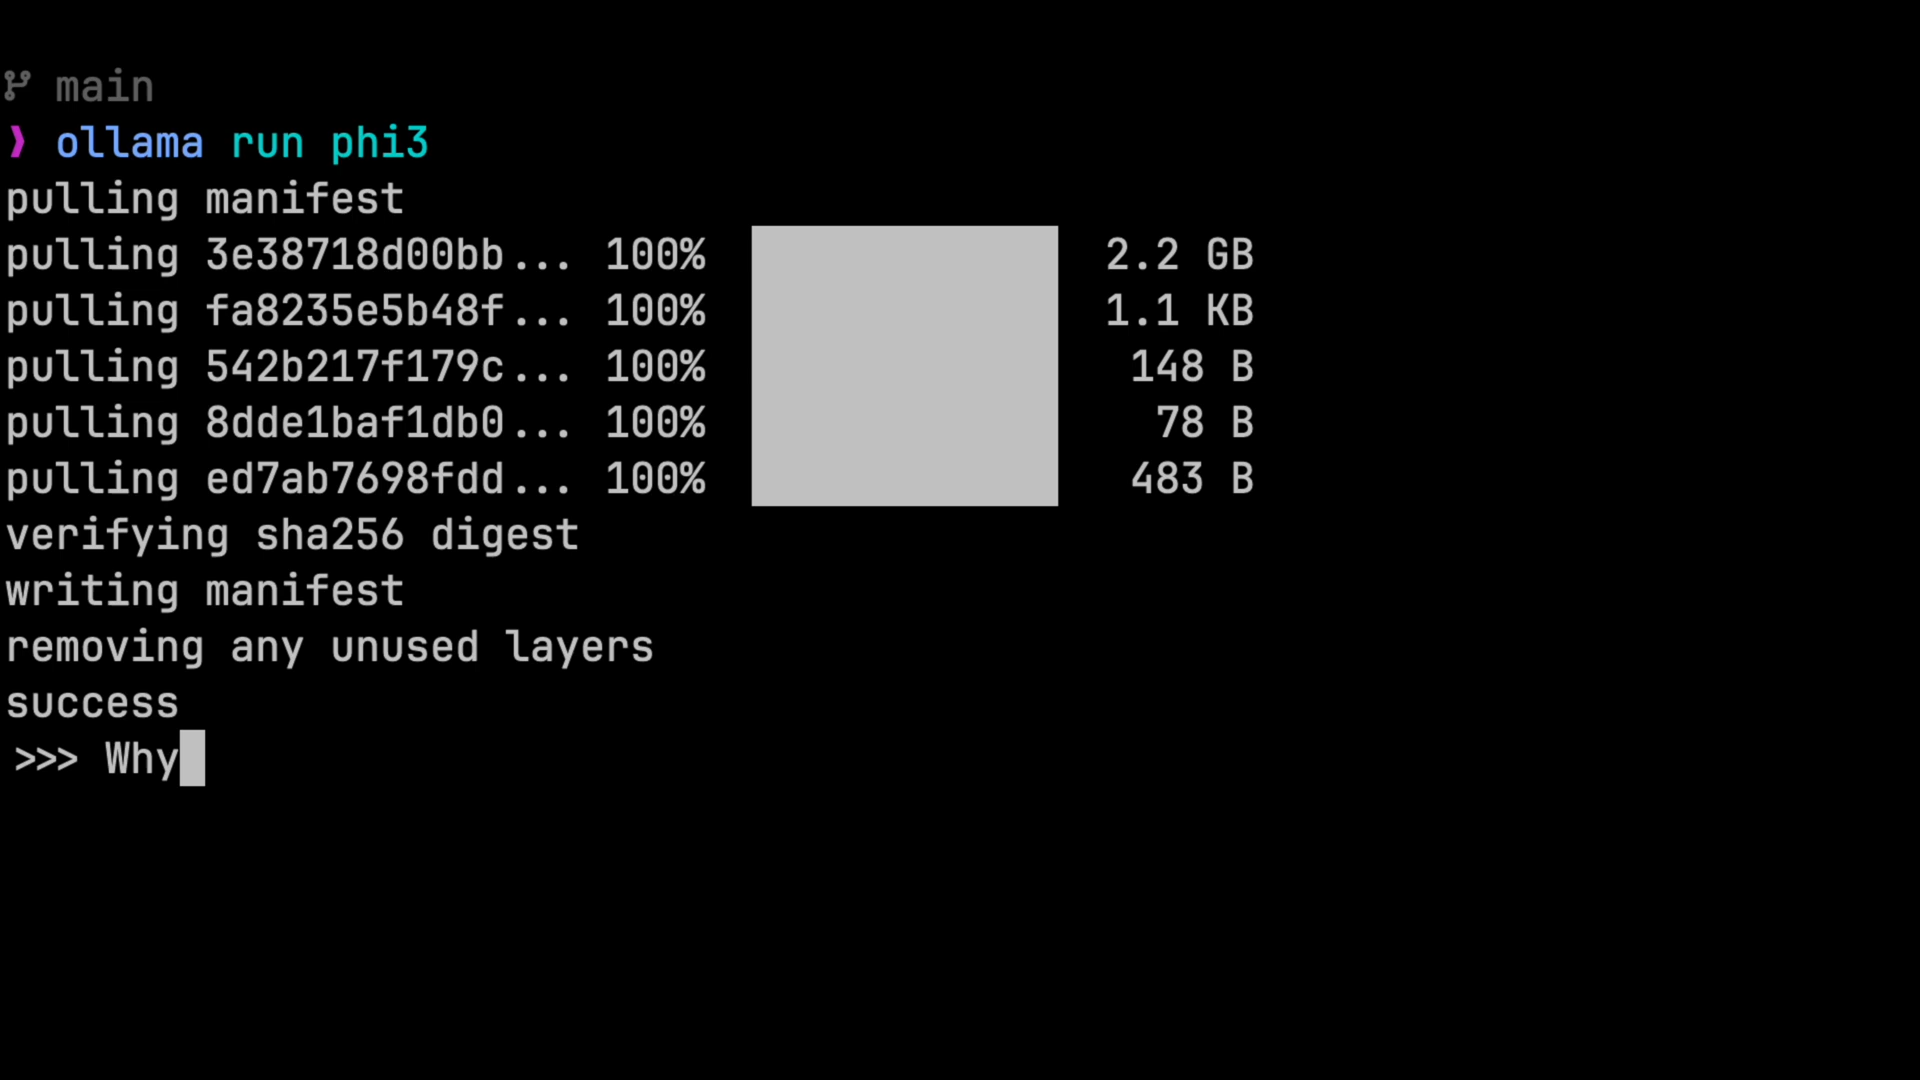 main
❱ ollama run phi3
pulling manifest
pulling 3e38718d00bb... 100% 2.2 GB
pulling fa8235e5b48f... 100% 1.1 KB
pulling 542b217f179c... 100% 148 B
pulling 8dde1baf1db0... 100% 78 B
pulling ed7ab7698fdd... 100% 483 B
verifying sha256 digest
writing manifest
removing any unused layers
success
>>> Why